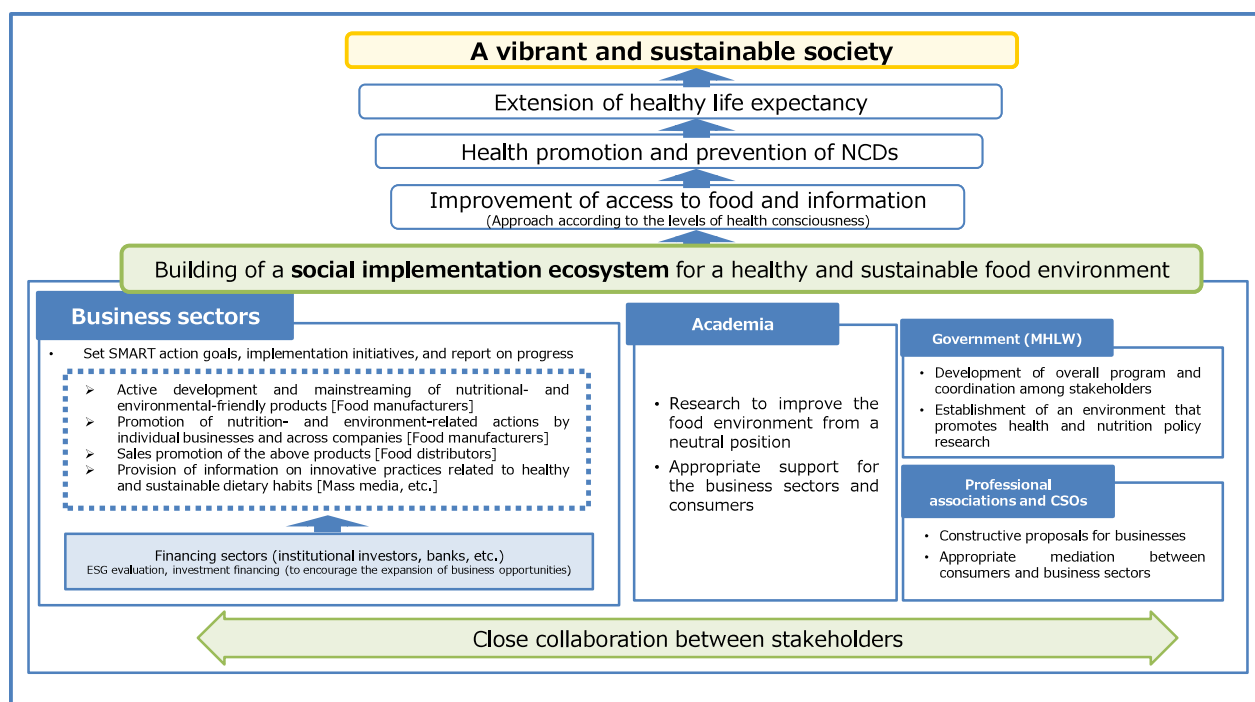 A vibrant and sustainable society
Extension of healthy life expectancy
Health promotion and prevention of NCDs
Improvement of access to food and information
(Approach according to the levels of health consciousness)
Building of a social implementation ecosystem for a healthy and sustainable food environment
Business sectors
• Set SMART action goals, implementation initiatives, and report on progress
➢ Active development and mainstreaming of nutritional- and
environmental-friendly products [Food manufacturers]
➢ Promotion of nutrition- and environment-related actions by
individual businesses and across companies [Food manufacturers]
➢ Sales promotion of the above products [Food distributors]
➢ Provision of information on innovative practices related to healthy
and sustainable dietary habits [Mass media, etc.]
Financing sectors (institutional investors, banks, etc.)
ESG evaluation, investment financing (to encourage the expansion of business opportunities)
Academia
• Research to improve the
food environment from a
neutral position
• Appropriate support for
the business sectors and
consumers
Government (MHLW)
• Development of overall program and
coordination among stakeholders
• Establishment of an environment that
promotes health and nutrition policy
research
Professional
associations and CSOs
• Constructive proposals for businesses
• Appropriate mediation between
consumers and business sectors
Close collaboration between stakeholders